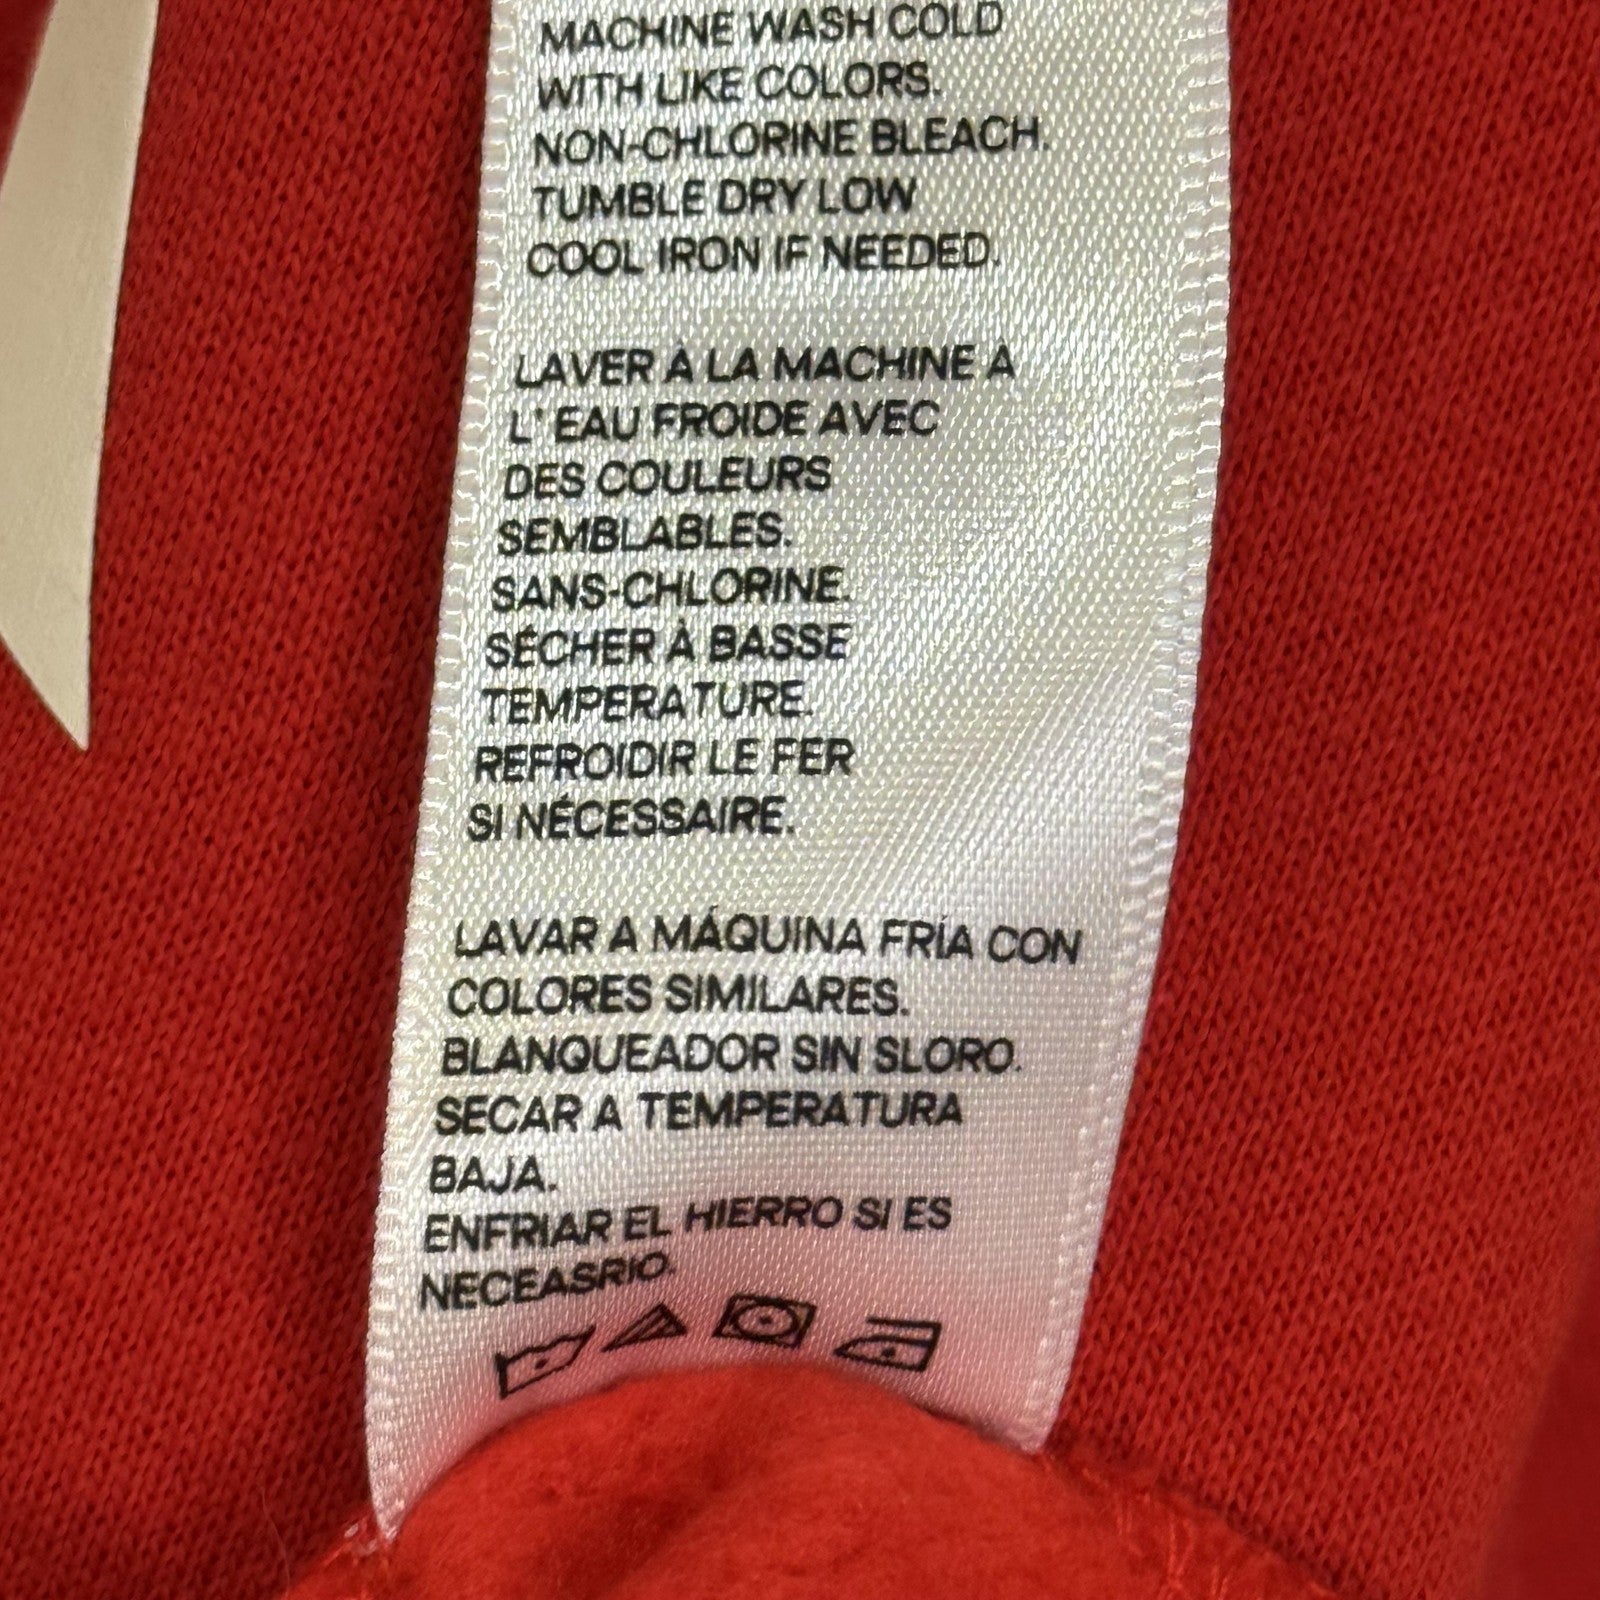 MACHINE WASH COLD
WITH LIKE COLORS.
NON-CHLORINE BLEACH.
TUMBLE DRY LOW
COOL IRON IF NEEDED.
LAVER À LA MACHINE À
L'EAU FROIDE AVEC
DES COULEURS
SEMBLABLES.
SANS-CHLORINE.
SÉCHER À BASSE
TEMPERATURE.
REFROIDIR LE FER
SI NÉCESSAIRE.
LAVAR A MÁQUINA FRÍA CON
COLORES SIMILARES.
BLANQUEADOR SIN SLORO.
SECAR A TEMPERATURA
BAJA.
ENFRIAR EL HIERRO SI ES
NECEASRIO.